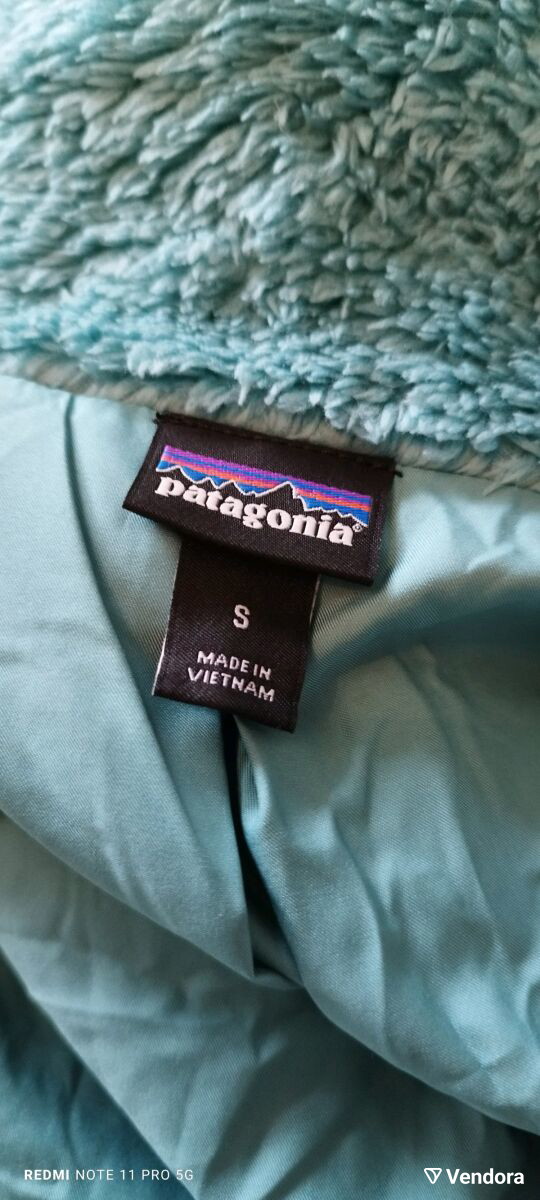 patagonia®
S
MADE IN
VIETNAM
REDMI NOTE 11 PRO 5G
Vendora